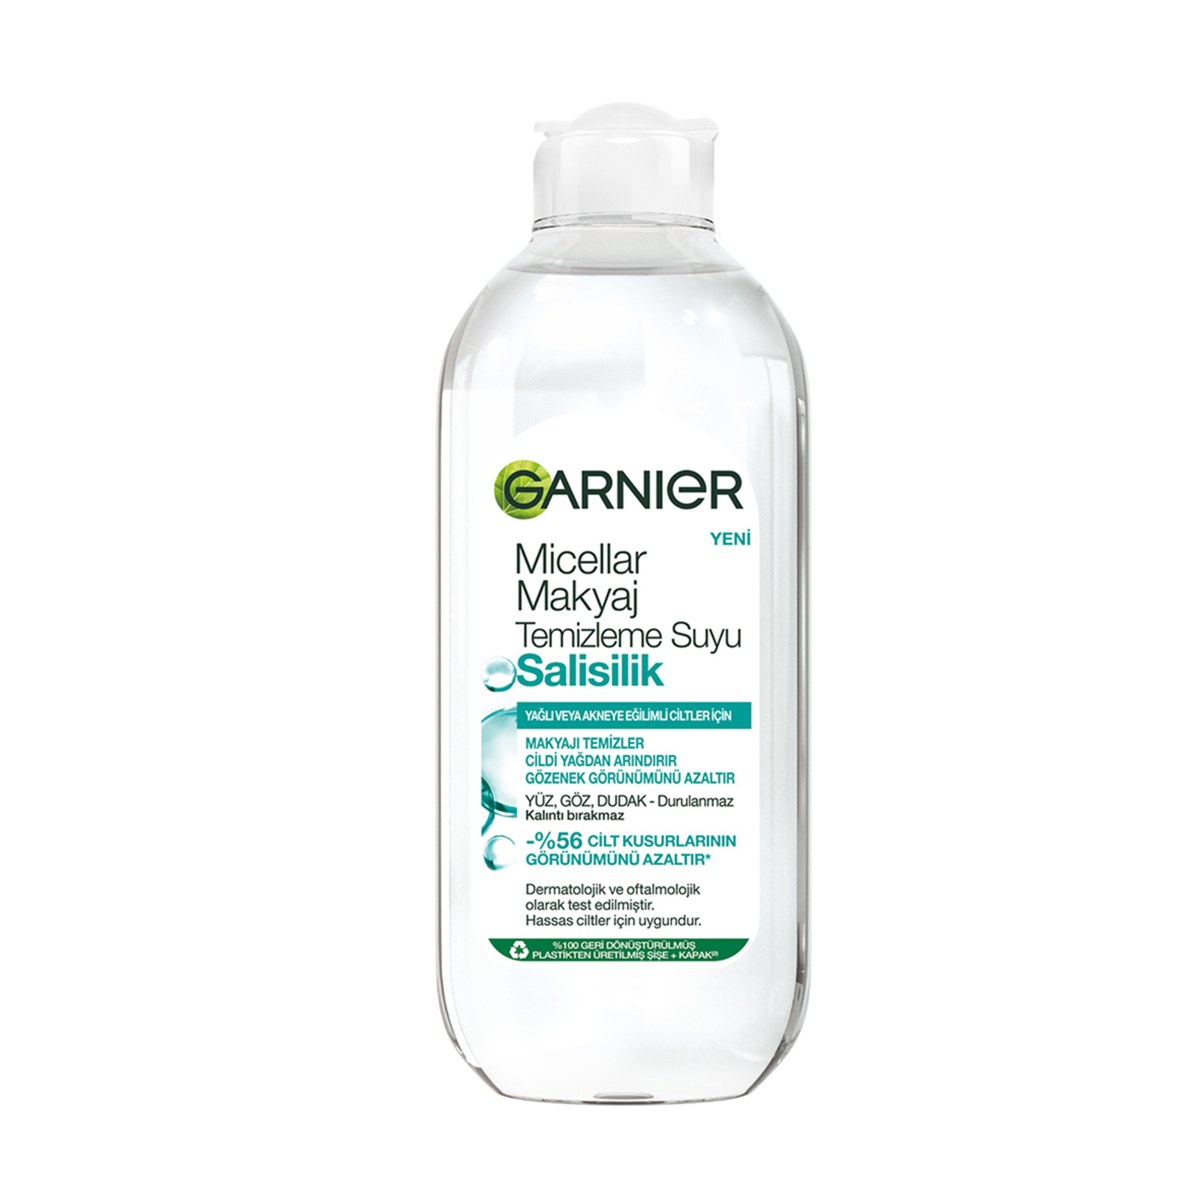 GARNIER
YENİ
Micellar
Makyaj
Temizleme Suyu
Salisilik
YAĞLI VEYA AKNEYE EĞİLİMLİ CİLTLER İÇİN
MAKYAJI TEMİZLER
CİLDİ YAĞDAN ARINDIRIR
GÖZENEK GÖRÜNÜMÜNÜ AZALTIR
YÜZ, GÖZ, DUDAK - Durulanmaz
Kalıntı bırakmaz
-%56 CİLT KUSURLARININ
GÖRÜNÜMÜNÜ AZALTIR*
Dermatolojik ve oftalmolojik
olarak test edilmiştir.
Hassas ciltler için uygundur.
%100 GERİ DÖNÜŞTÜRÜLMÜŞ
PLASTİKTEN ÜRETİLMİŞ ŞİŞE + KAPAK